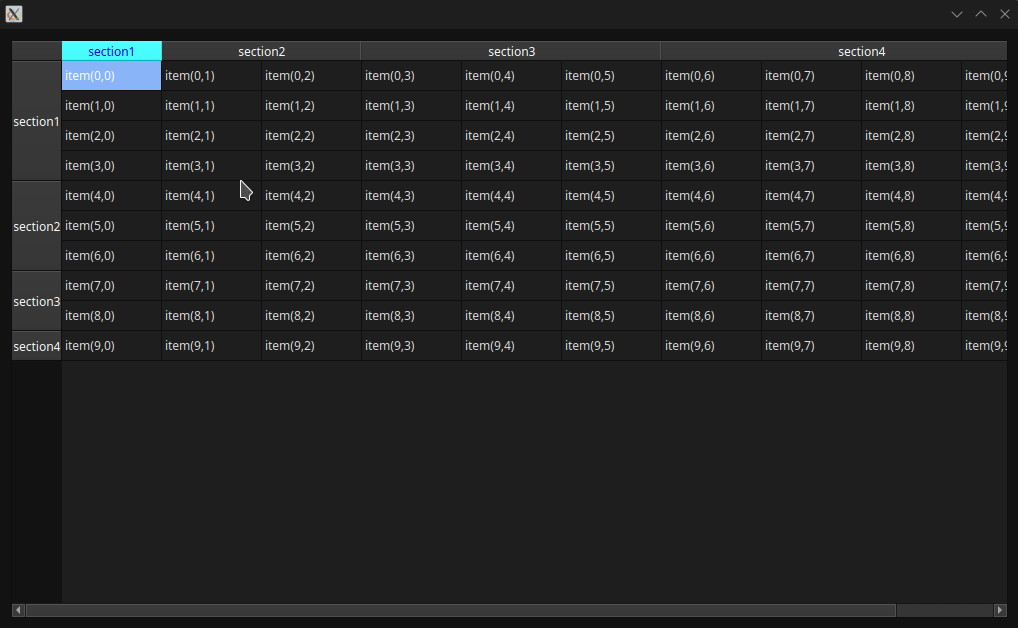 section1 section2 section3 section4
section1
item(0,0) item(0,1) item(0,2) item(0,3) item(0,4) item(0,5) item(0,6) item(0,7) item(0,8) item(0,9
item(1,0) item(1,1) item(1,2) item(1,3) item(1,4) item(1,5) item(1,6) item(1,7) item(1,8) item(1,9
item(2,0) item(2,1) item(2,2) item(2,3) item(2,4) item(2,5) item(2,6) item(2,7) item(2,8) item(2,9
item(3,0) item(3,1) item(3,2) item(3,3) item(3,4) item(3,5) item(3,6) item(3,7) item(3,8) item(3,9
section2
item(4,0) item(4,1) item(4,2) item(4,3) item(4,4) item(4,5) item(4,6) item(4,7) item(4,8) item(4,9
item(5,0) item(5,1) item(5,2) item(5,3) item(5,4) item(5,5) item(5,6) item(5,7) item(5,8) item(5,9
item(6,0) item(6,1) item(6,2) item(6,3) item(6,4) item(6,5) item(6,6) item(6,7) item(6,8) item(6,9
section3
item(7,0) item(7,1) item(7,2) item(7,3) item(7,4) item(7,5) item(7,6) item(7,7) item(7,8) item(7,9
item(8,0) item(8,1) item(8,2) item(8,3) item(8,4) item(8,5) item(8,6) item(8,7) item(8,8) item(8,9
section4 item(9,0) item(9,1) item(9,2) item(9,3) item(9,4) item(9,5) item(9,6) item(9,7) item(9,8) item(9,9